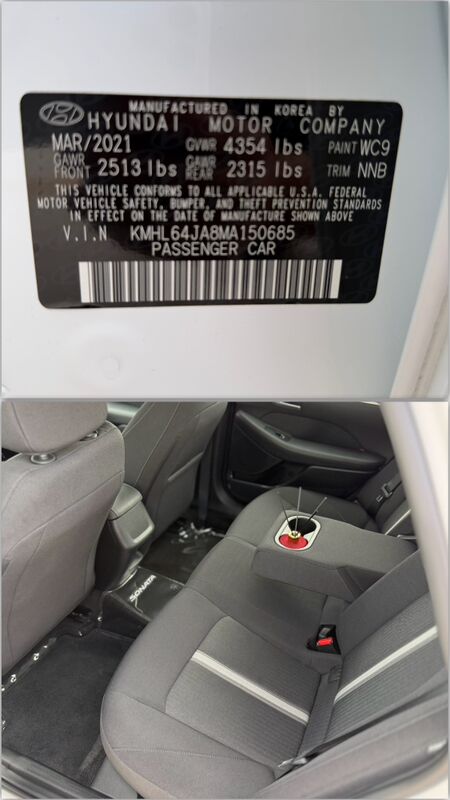 MANUFACTURED IN KOREA BY
HYUNDAI MOTOR COMPANY
MAR/2021 GVWR 4354 lbs PAINT WC9
GAWR FRONT 2513 lbs GAWR REAR 2315 lbs TRIM NNB
THIS VEHICLE CONFORMS TO ALL APPLICABLE U.S.A. FEDERAL
MOTOR VEHICLE SAFETY, BUMPER, AND THEFT PREVENTION STANDARDS
IN EFFECT ON THE DATE OF MANUFACTURE SHOWN ABOVE
V.I.N KMHL64JA8MA150685
PASSENGER CAR
SONATA